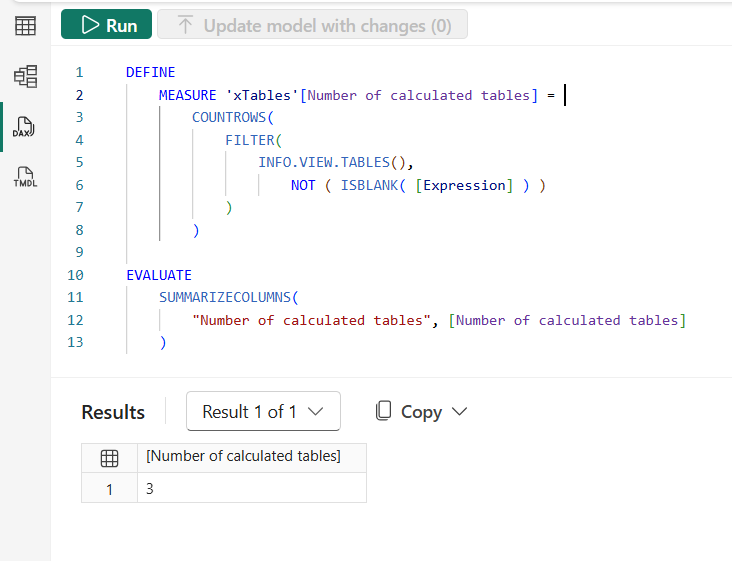 Run
Update model with changes (0)
DAX
TMDL
1 DEFINE
2 MEASURE 'xTables'[Number of calculated tables] =
3 COUNTROWS(
4 FILTER(
5 INFO.VIEW.TABLES(),
6 NOT ( ISBLANK( [Expression] ) )
7 )
8 )
9
10 EVALUATE
11 SUMMARIZECOLUMNS(
12 "Number of calculated tables", [Number of calculated tables]
13 )
Results
Result 1 of 1
Copy
[Number of calculated tables]
1 3